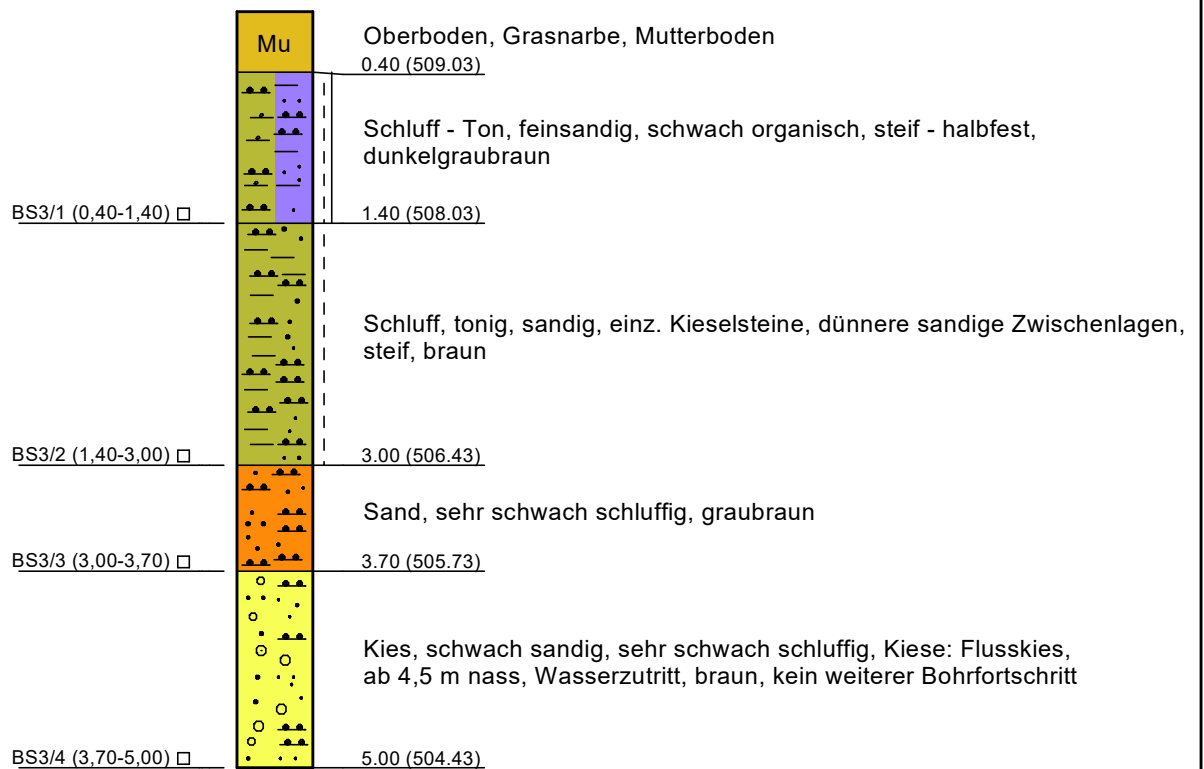 Mu
Oberboden, Grasnarbe, Mutterboden
0.40 (509.03)
Schluff - Ton, feinsandig, schwach organisch, steif - halbfest,
dunkelgraubraun
BS3/1 (0,40-1,40)
1.40 (508.03)
Schluff, tonig, sandig, einz. Kieselsteine, dünnere sandige Zwischenlagen,
steif, braun
BS3/2 (1,40-3,00)
3.00 (506.43)
Sand, sehr schwach schluffig, graubraun
BS3/3 (3,00-3,70)
3.70 (505.73)
Kies, schwach sandig, sehr schwach schluffig, Kiese: Flusskies,
ab 4,5 m nass, Wasserzutritt, braun, kein weiterer Bohrfortschritt
BS3/4 (3,70-5,00)
5.00 (504.43)